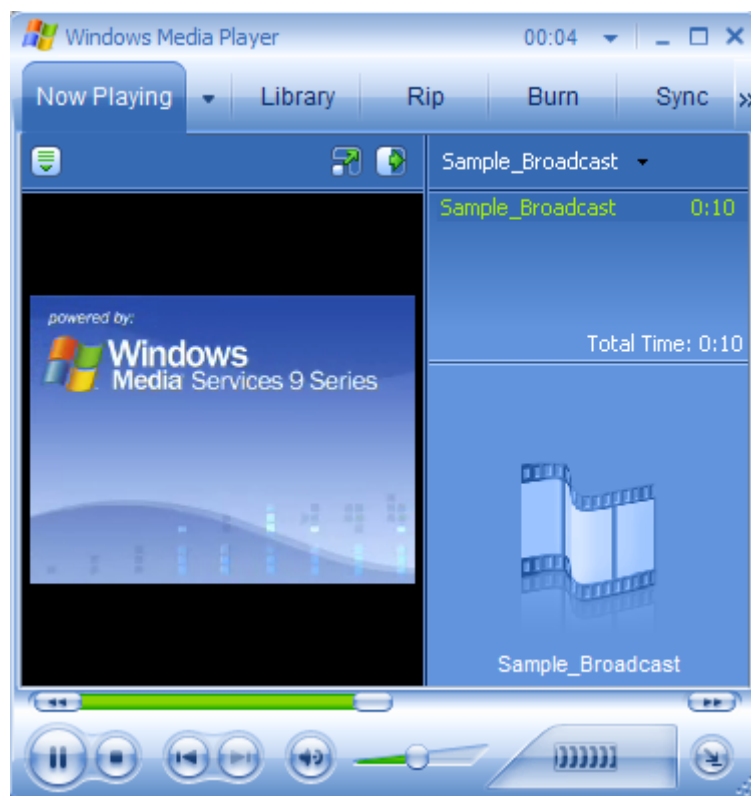 Windows Media Player 00:04
Now Playing Library Rip Burn Sync »
Sample_Broadcast
Sample_Broadcast 0:10
Total Time: 0:10
powered by:
Windows
Media Services 9 Series
Sample_Broadcast